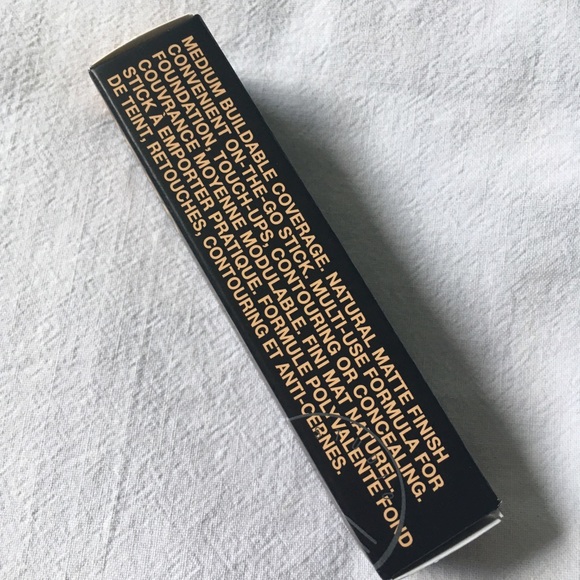 MEDIUM BUILDABLE COVERAGE. NATURAL MATTE FINISH
CONVENIENT, ON-THE-GO STICK. MULTI-USE FORMULA FOR
FOUNDATION, TOUCH-UPS, CONTOURING OR CONCEALING.
COUVRANCE MOYENNE MODULABLE. FINI MAT NATUREL.
STICK À EMPORTER PRATIQUE. FORMULE POLYVALENTE FOND
DE TEINT, RETOUCHES, CONTOURING ET ANTI-CERNES.